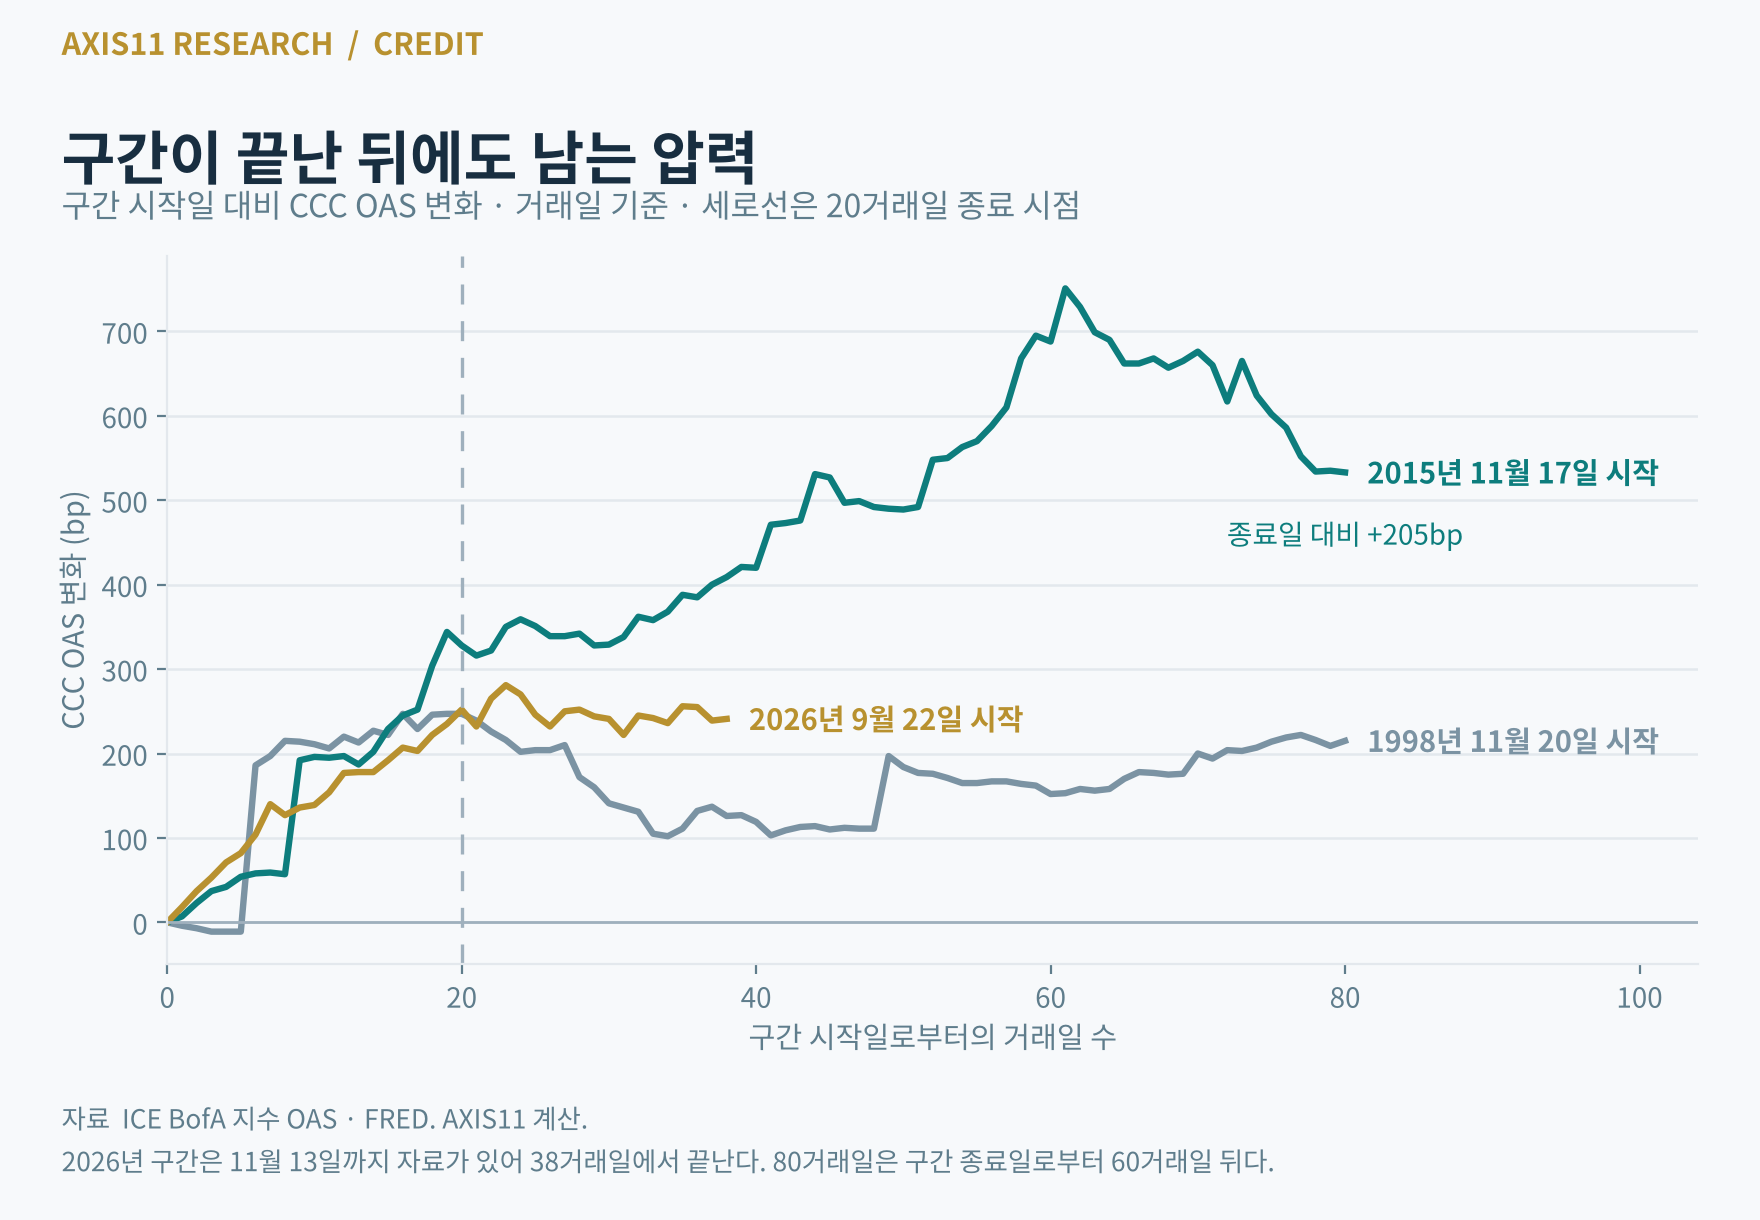 AXIS11 RESEARCH / CREDIT
구간이 끝난 뒤에도 남는 압력
구간 시작일 대비 CCC OAS 변화 · 거래일 기준 · 세로선은 20거래일 종료 시점
CCC OAS 변화 (bp)
700
600
500
400
300
200
100
0
2015년 11월 17일 시작
종료일 대비 +205bp
2026년 9월 22일 시작
1998년 11월 20일 시작
0 20 40 60 80 100
구간 시작일로부터의 거래일 수
자료 ICE BofA 지수 OAS · FRED. AXIS11 계산.
2026년 구간은 11월 13일까지 자료가 있어 38거래일에서 끝난다. 80거래일은 구간 종료일로부터 60거래일 뒤다.